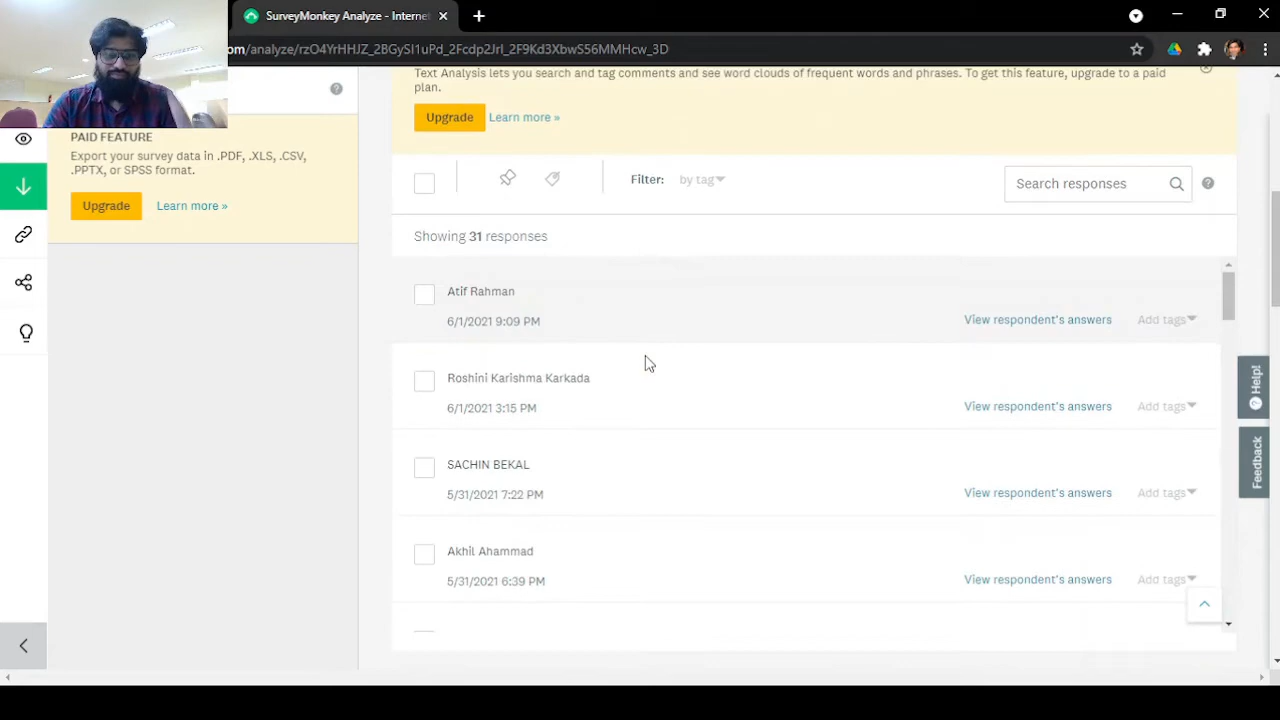 SurveyMonkey Analyze - Internet
om/analyze/rzO4YrHHJZ_2BGySI1uPd_2Fcdp2Jrl_2F9Kd3XbwS56MMHcw_3D
Text Analysis lets you search and tag comments and see word clouds of frequent words and phrases. To get this feature, upgrade to a paid
plan.
Upgrade Learn more »
PAID FEATURE
Export your survey data in .PDF, .XLS, .CSV,
.PPTX, or SPSS format.
Upgrade Learn more »
Filter: by tag
Search responses
Showing 31 responses
Atif Rahman
6/1/2021 9:09 PM
View respondent's answers Add tags
Roshini Karishma Karkada
6/1/2021 3:15 PM
View respondent's answers Add tags
SACHIN BEKAL
5/31/2021 7:22 PM
View respondent's answers Add tags
Akhil Ahammad
5/31/2021 6:39 PM
View respondent's answers Add tags
Help!
Feedback